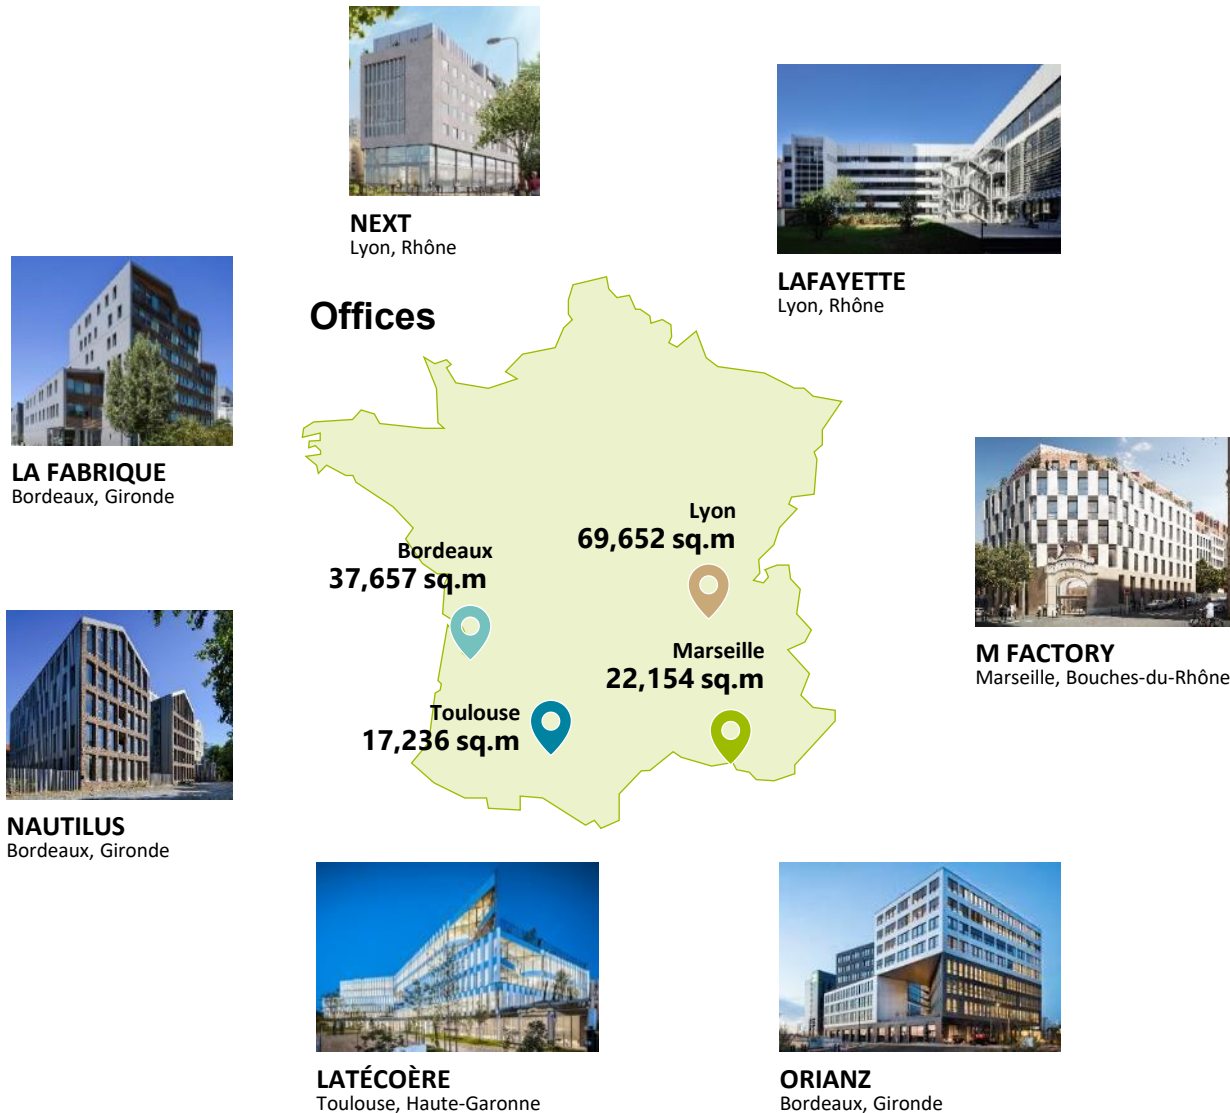 NEXT
Lyon, Rhône
LAFAYETTE
Lyon, Rhône
Offices
LA FABRIQUE
Bordeaux, Gironde
Lyon
69,652 sq.m
Bordeaux
37,657 sq.m
M FACTORY
Marseille, Bouches-du-Rhône
Marseille
22,154 sq.m
Toulouse
17,236 sq.m
NAUTILUS
Bordeaux, Gironde
LATÉCOÈRE
Toulouse, Haute-Garonne
ORIANZ
Bordeaux, Gironde